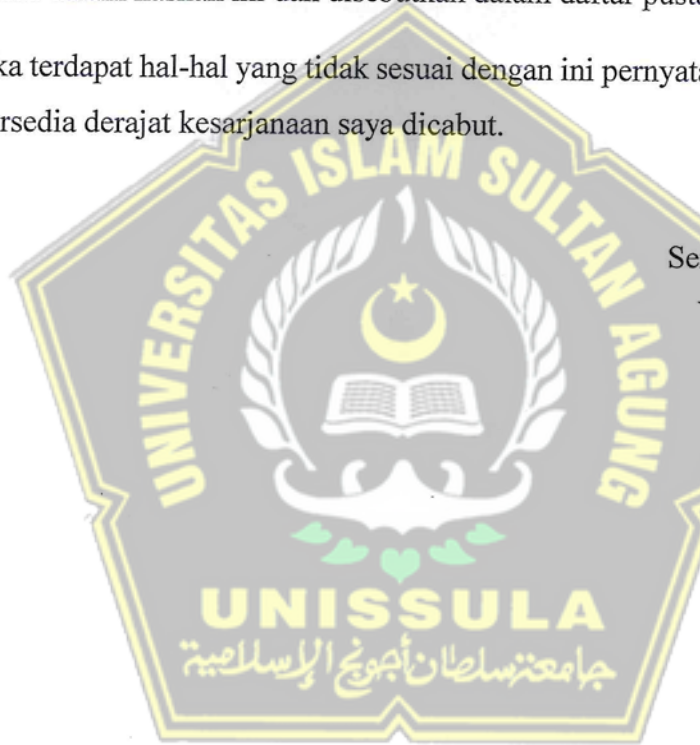 ka terdapat hal-hal yang tidak sesuai dengan ini pernyata
rsedia derajat kesarjanaan saya dicabut.
UNIVERSITAS ISLAM SULTAN AGUNG
Se
UNISSULA
جامعة سلطان أجونج الإسلامية